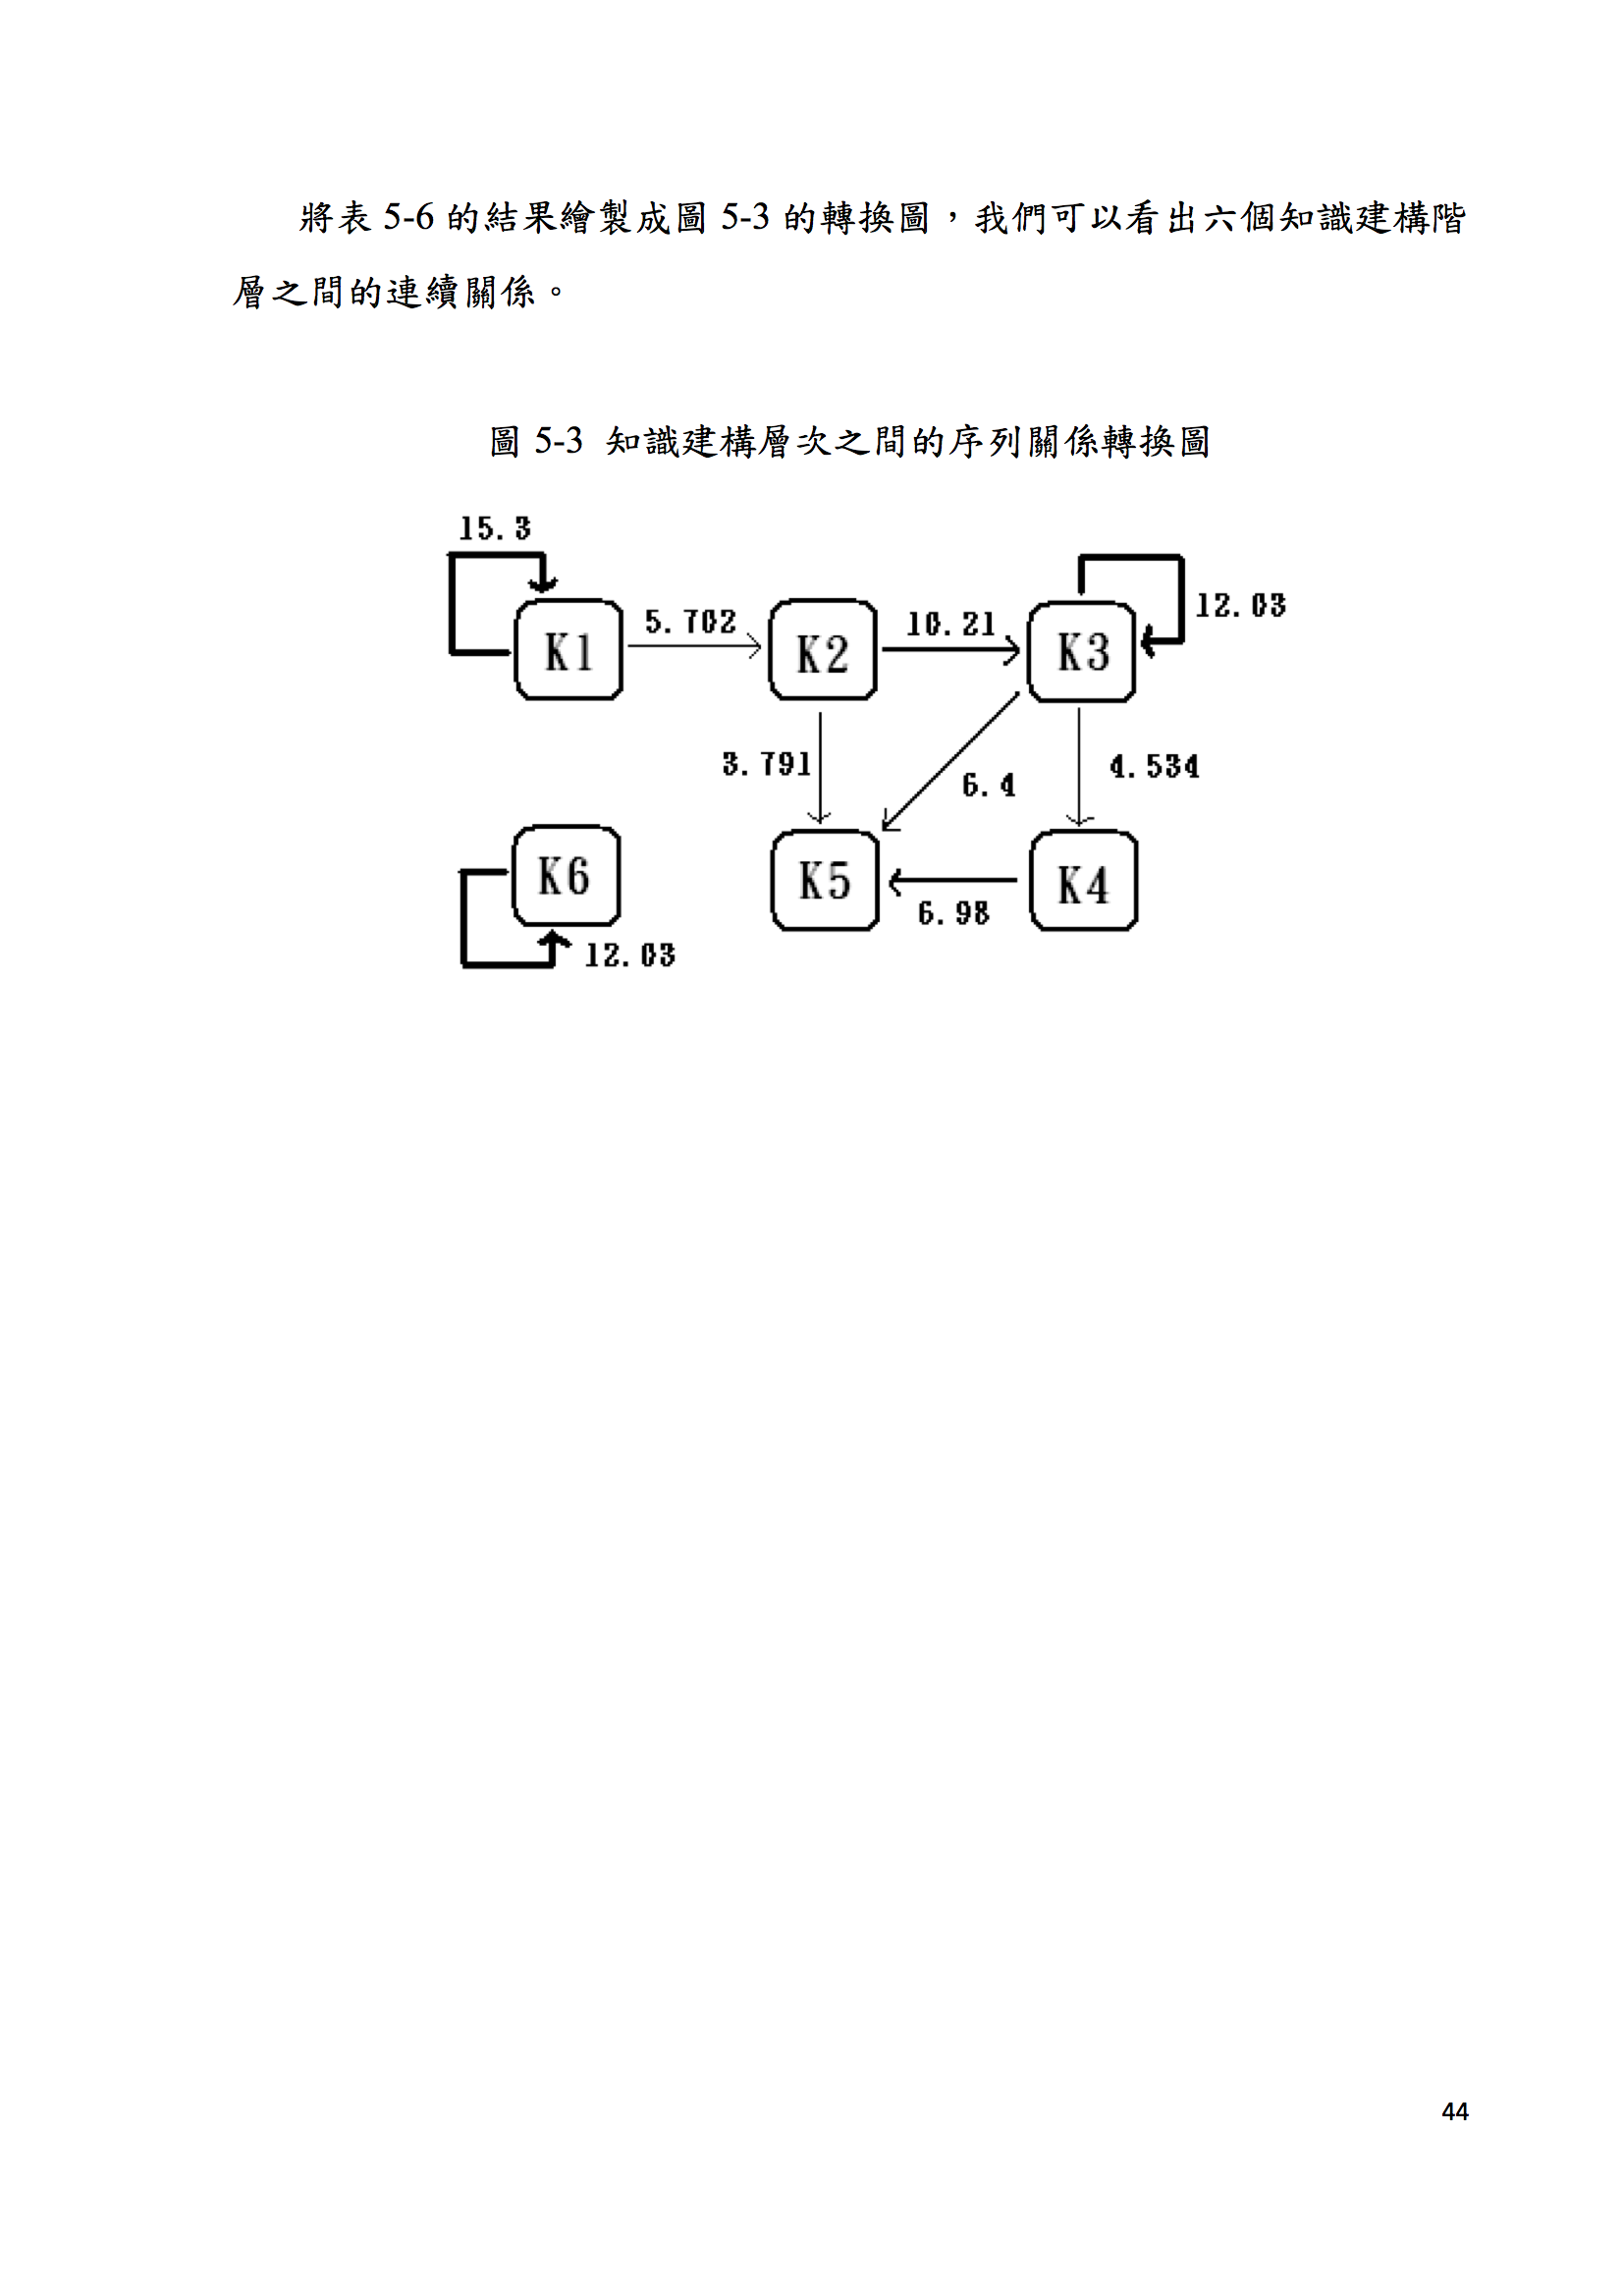 將表 5-6 的結果繪製成圖 5-3 的轉換圖，我們可以看出六個知識建構階
層之間的連續關係。
圖 5-3 知識建構層次之間的序列關係轉換圖
15.3
K1
5.702
K2
10.21
K3
12.03
3.791
6.4
4.534
K6
12.03
K5
6.98
K4
44